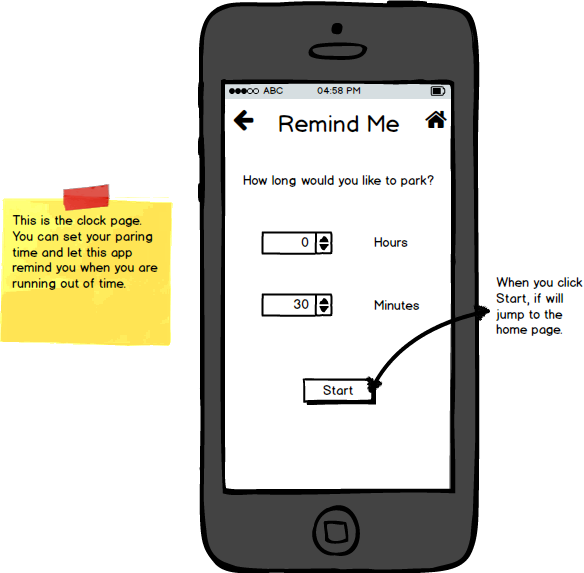 ABC 04:58 PM
Remind Me
How long would you like to park?
0 Hours
30 Minutes
Start
This is the clock page.
You can set your paring
time and let this app
remind you when you are
running out of time.
When you click
Start, if will
jump to the
home page.